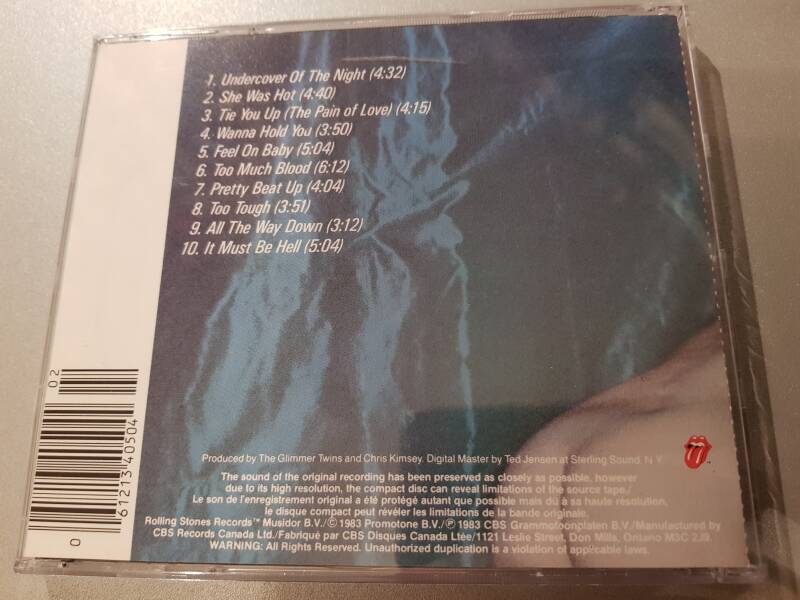 1. Undercover Of The Night (4:32)
2. She Was Hot (4:40)
3. Tie You Up (The Pain of Love) (4:15)
4. Wanna Hold You (3:50)
5. Feel On Baby (5:04)
6. Too Much Blood (6:12)
7. Pretty Beat Up (4:04)
8. Too Tough (3:51)
9. All The Way Down (3:12)
10. It Must Be Hell (5:04)
02
61213 40504
0
Produced by The Glimmer Twins and Chris Kimsey. Digital Master by Ted Jensen at Sterling Sound. N.Y.
The sound of the original recording has been preserved as closely as possible, however
due to its high resolution, the compact disc can reveal limitations of the source tape./
Le son de l'enregistrement original a été protégé autant que possible mais dû à sa haute résolution,
le disque compact peut révéler les limitations de la bande originale.
Rolling Stones Records™ Musidor B.V./© 1983 Promotone B.V./℗ 1983 CBS Grammofoonplaten B.V./Manufactured by
CBS Records Canada Ltd./Fabriqué par CBS Disques Canada Ltée/1121 Leslie Street, Don Mills, Ontario M3C 2J9.
WARNING: All Rights Reserved. Unauthorized duplication is a violation of applicable laws.